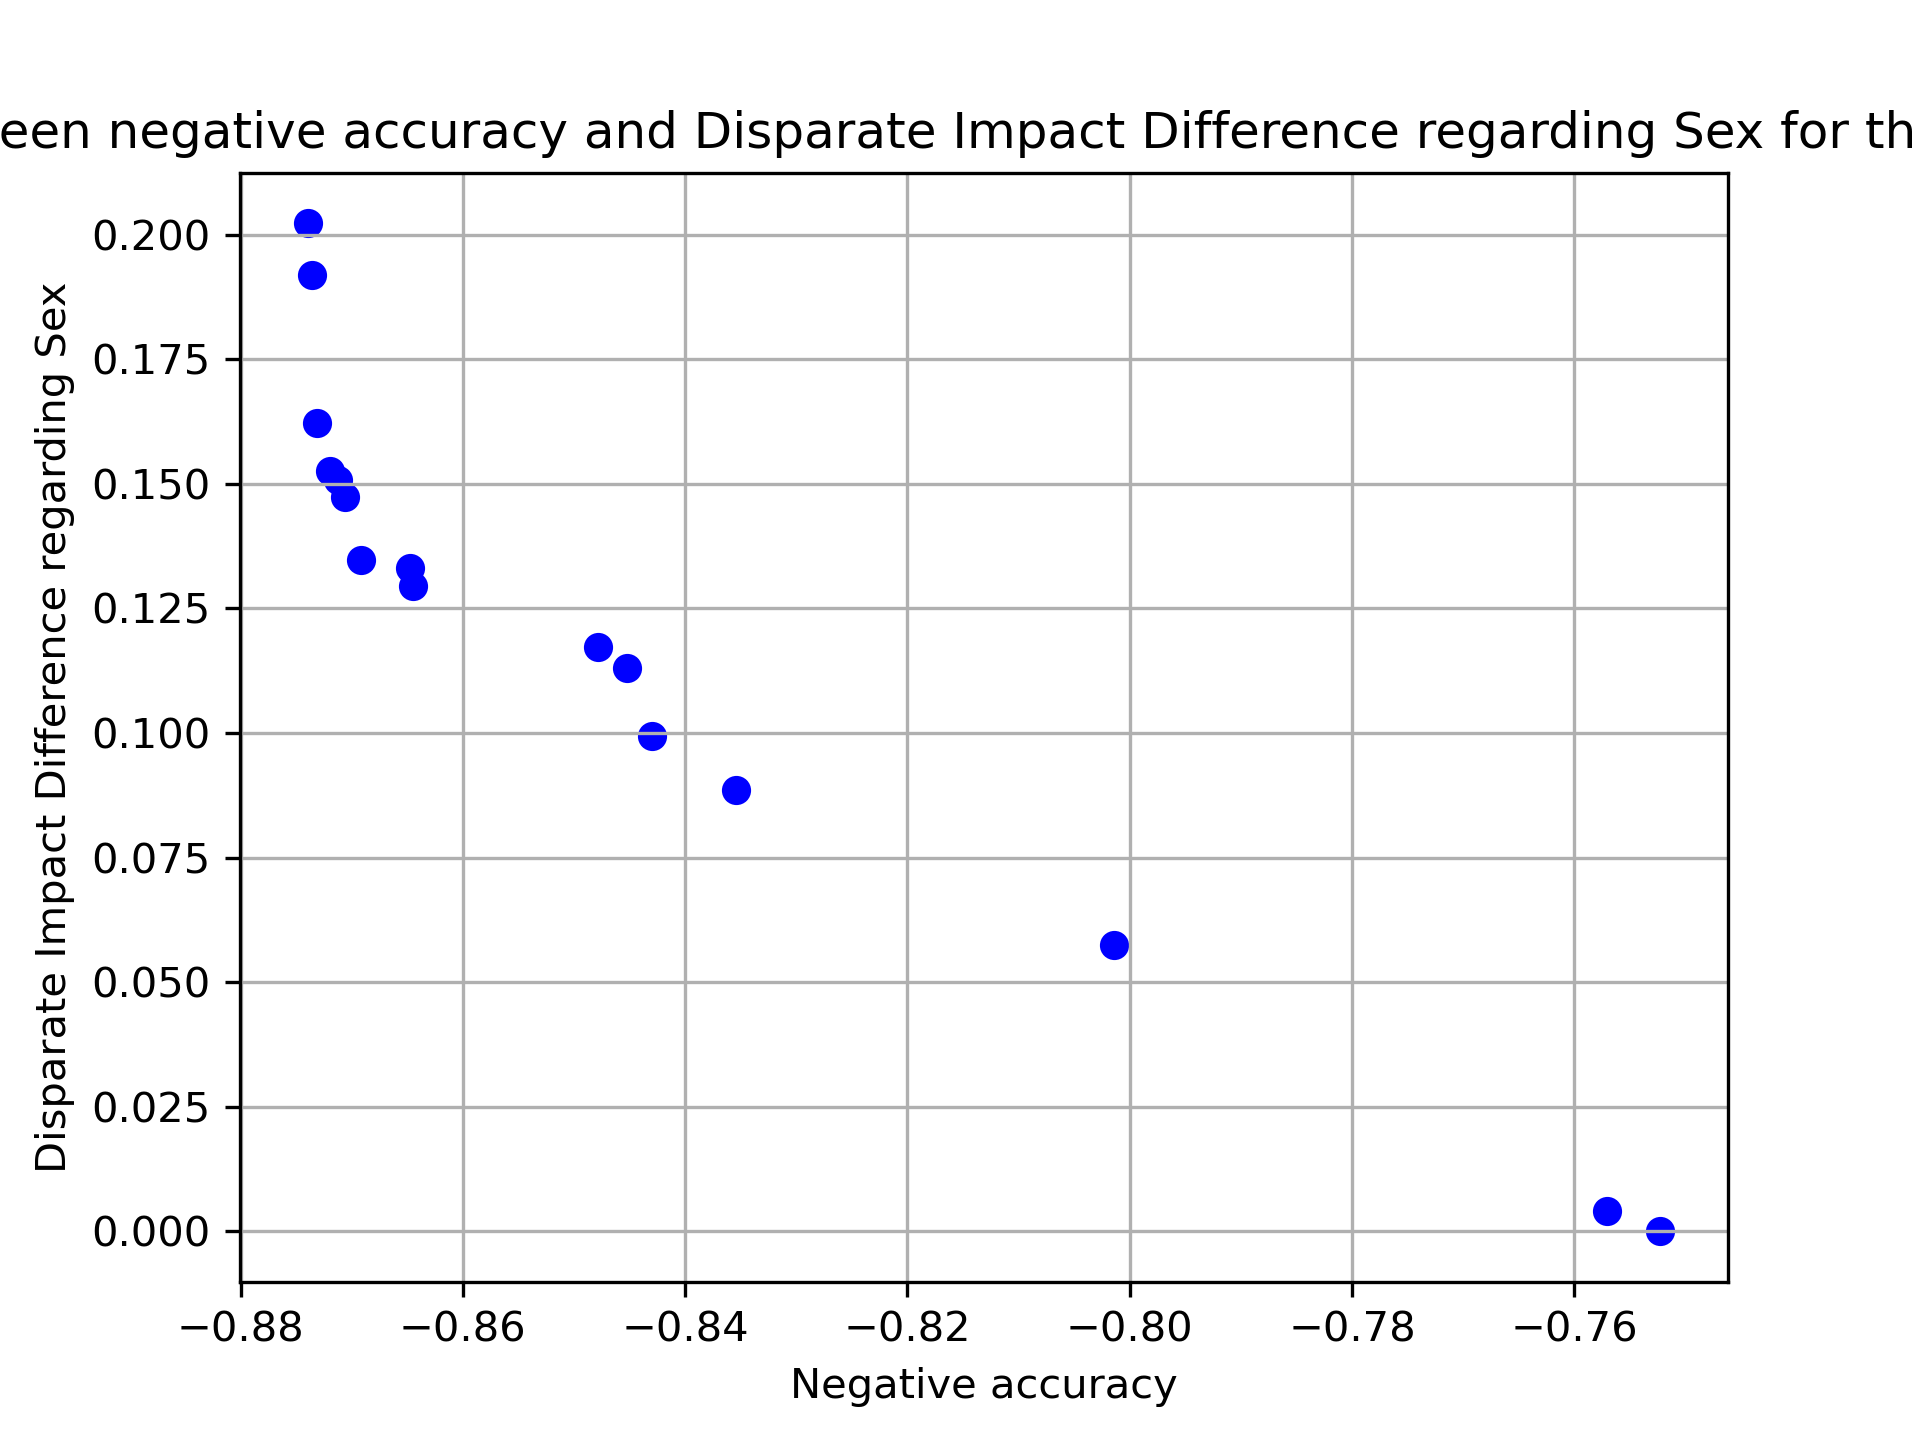 een negative accuracy and Disparate Impact Difference regarding Sex for th
Disparate Impact Difference regarding Sex
0.200
0.175
0.150
0.125
0.100
0.075
0.050
0.025
0.000
−0.88 −0.86 −0.84 −0.82 −0.80 −0.78 −0.76
Negative accuracy